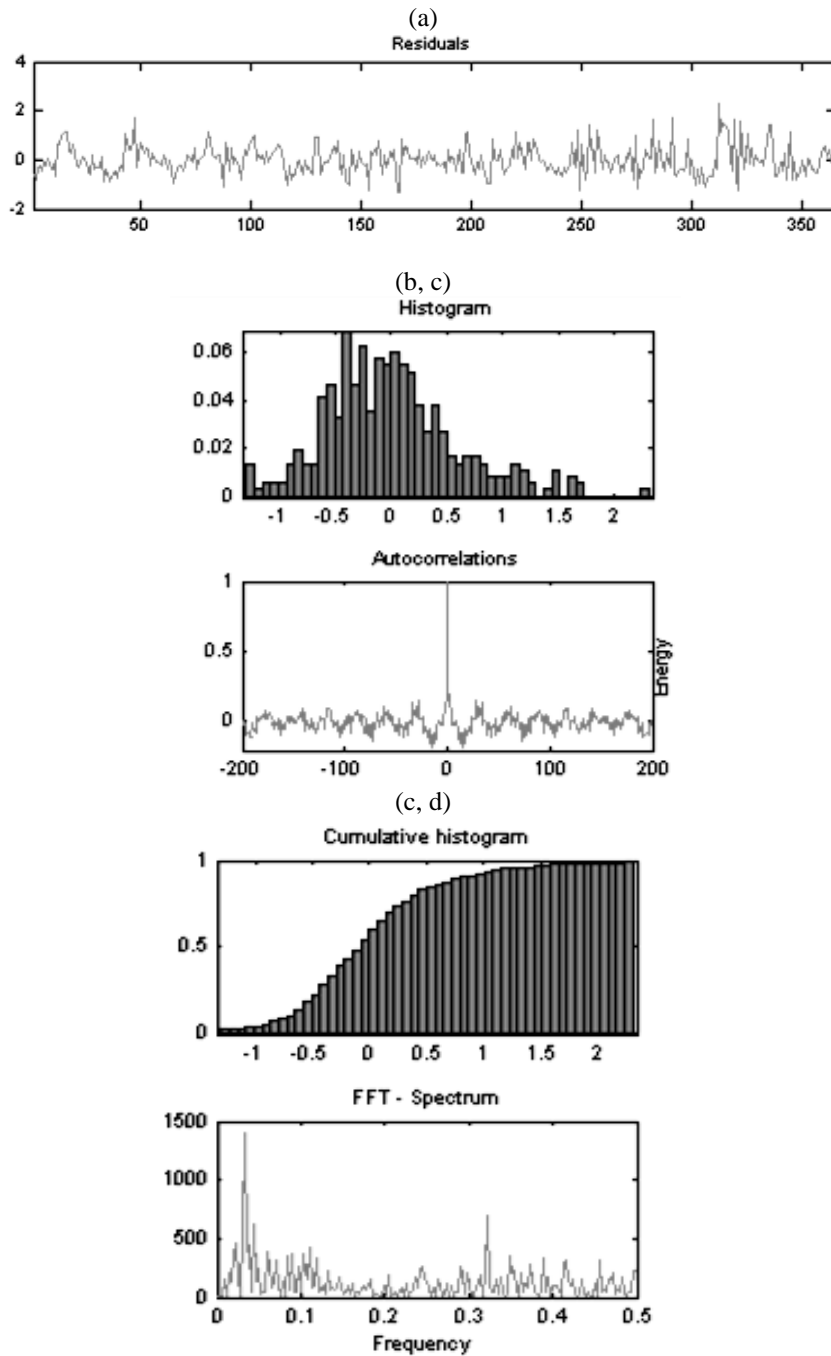 (a)
Residuals
4
2
0
-2
50 100 150 200 250 300 350
(b, c)
Histogram
0.06
0.04
0.02
0
-1 -0.5 0 0.5 1 1.5 2
Autocorrelations
1
0.5
0
Energy
-200 -100 0 100 200
(c, d)
Cumulative histogram
1
0.5
0
-1 -0.5 0 0.5 1 1.5 2
FFT - Spectrum
1500
1000
500
0
0 0.1 0.2 0.3 0.4 0.5
Frequency